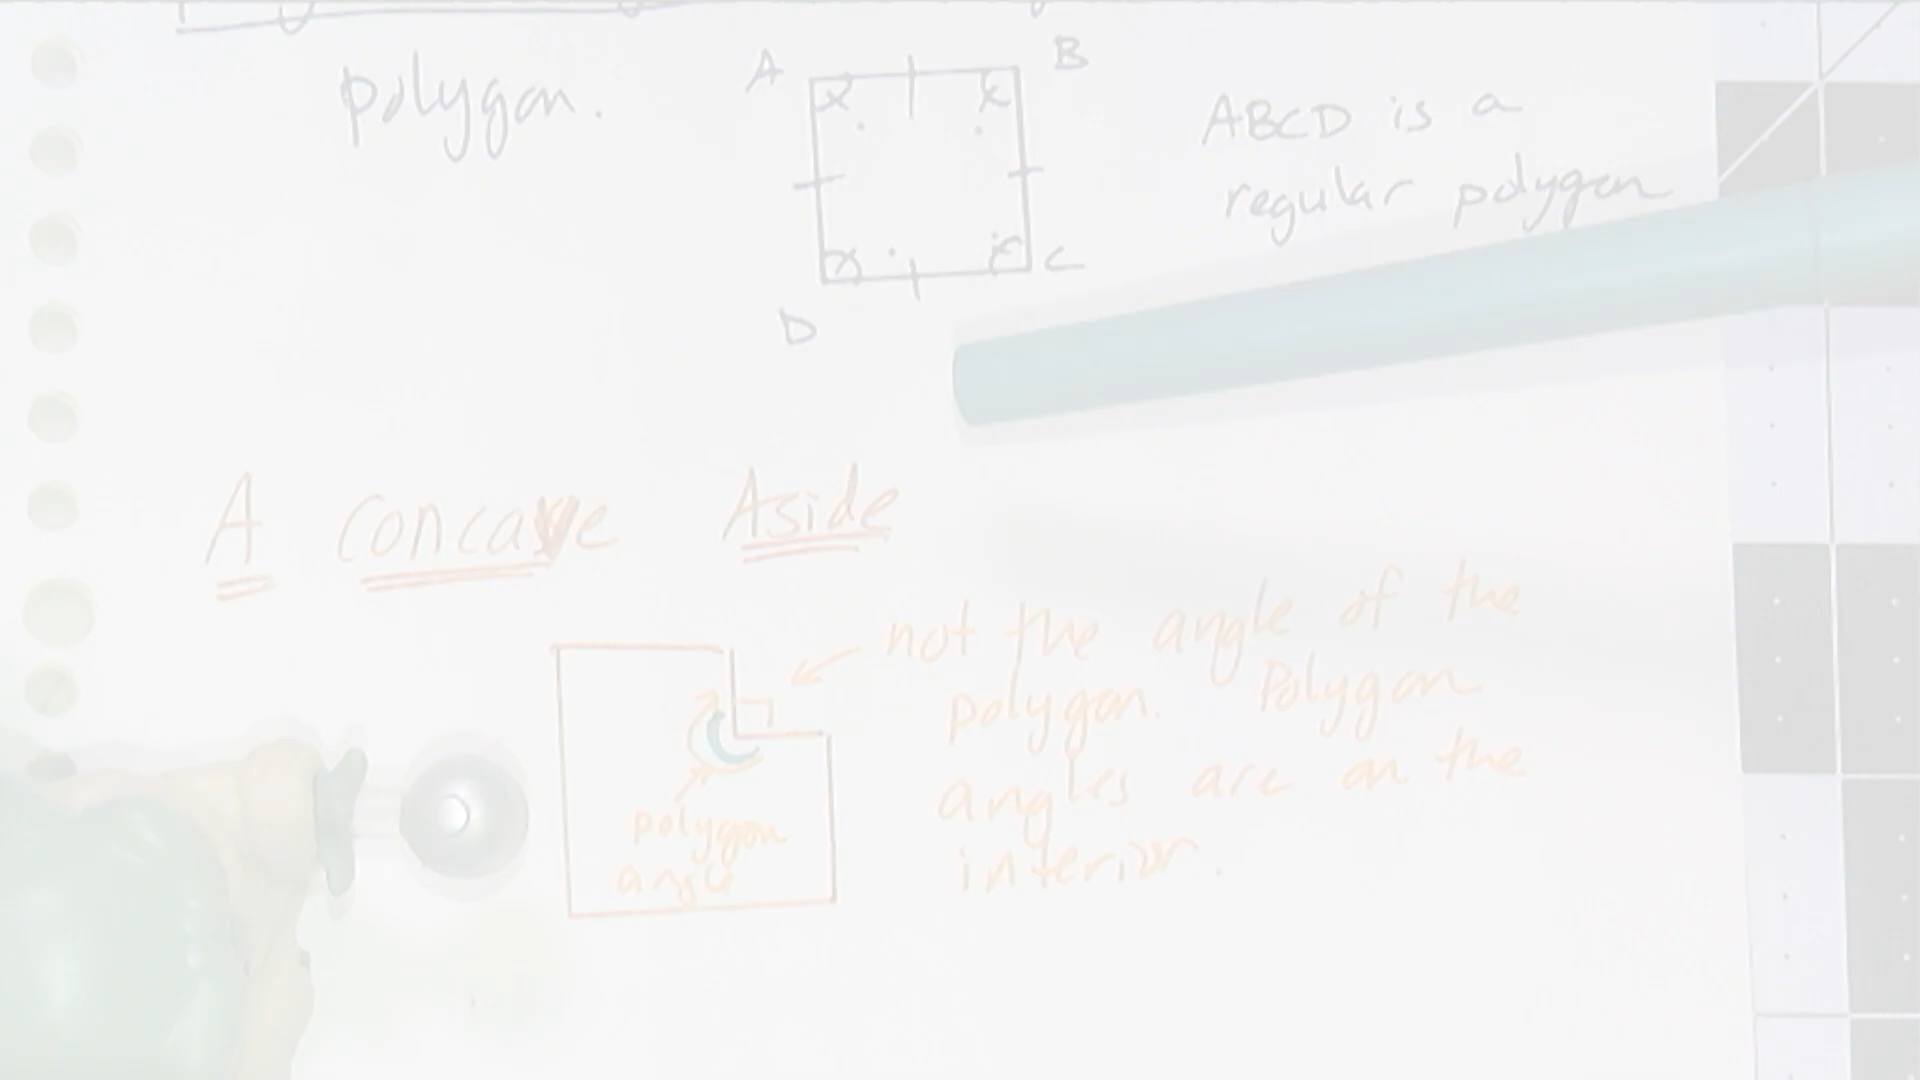 polygon.
A
B
C
D
ABCD is a
regular polygon
A concave Aside
not the angle of the
polygon. Polygon
angles are on the
interior.
polygon
angle